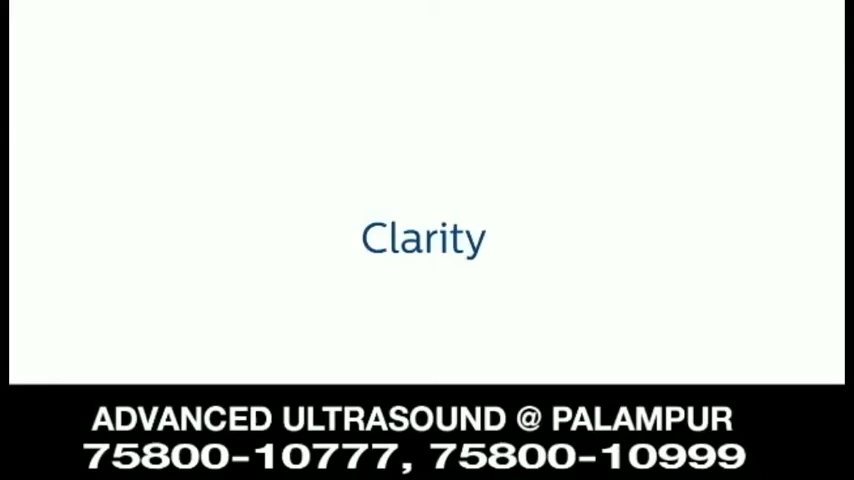 Clarity
ADVANCED ULTRASOUND @ PALAMPUR
75800-10777, 75800-10999